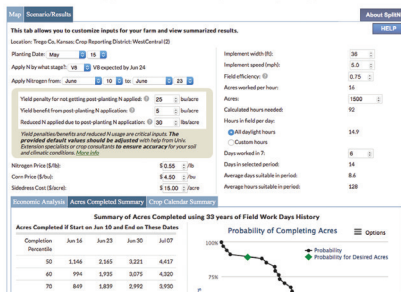 Map Scenario/Results
About SplitN
HELP
This tab allows you to customize inputs for your farm and view summarized results.
Location: Trego Co, Kansas; Crop Reporting District: WestCentral (2)
Planting Date: May 15
Apply N by what stage?: V8 V8 expected by Jun 24
Apply Nitrogen from: June 10 to: June 23
Yield penalty for not getting post-planting N applied: 25 bu/acre
Yield benefit from post-planting N application: 5 bu/acre
Reduced N applied due to post-planting N application: 30 lbs/acre
Yield penalties/benefits and reduced N usage are critical inputs. The
provided default values should be adjusted with help from Univ.
Extension specialists or crop consultants to ensure accuracy for your soil
and climatic conditions. More info
Nitrogen Price ($/lb): $ 0.55 /lb
Corn Price ($/bu): $ 4.50 /bu
Sidedress Cost ($/acre): $ 15.00 /acre
Implement width (ft): 36
Implement speed (mph): 5.0
Field efficiency: 0.75
Acres worked per hour: 16
Acres: 1500
Calculated hours needed: 92
Hours in field per day:
All daylight hours 14.9
Custom hours
Days worked in 7: 6
Days in selected period: 14
Average days suitable in period: 8.6
Average hours suitable in period: 128
Economic Analysis Acres Completed Summary Crop Calendar Summary
Summary of Acres Completed using 33 years of Field Work Days History
Acres Completed if Start on Jun 10 and End on These Dates
Completion Percentile Jun 16 Jun 23 Jun 30 Jul 07
50 1,146 2,165 3,221 4,417
60 994 1,935 3,075 4,320
70 849 1,839 2,992 3,930
Probability of Completing Acres
Options
Probability
Probability for Desired Acres
100%
75%